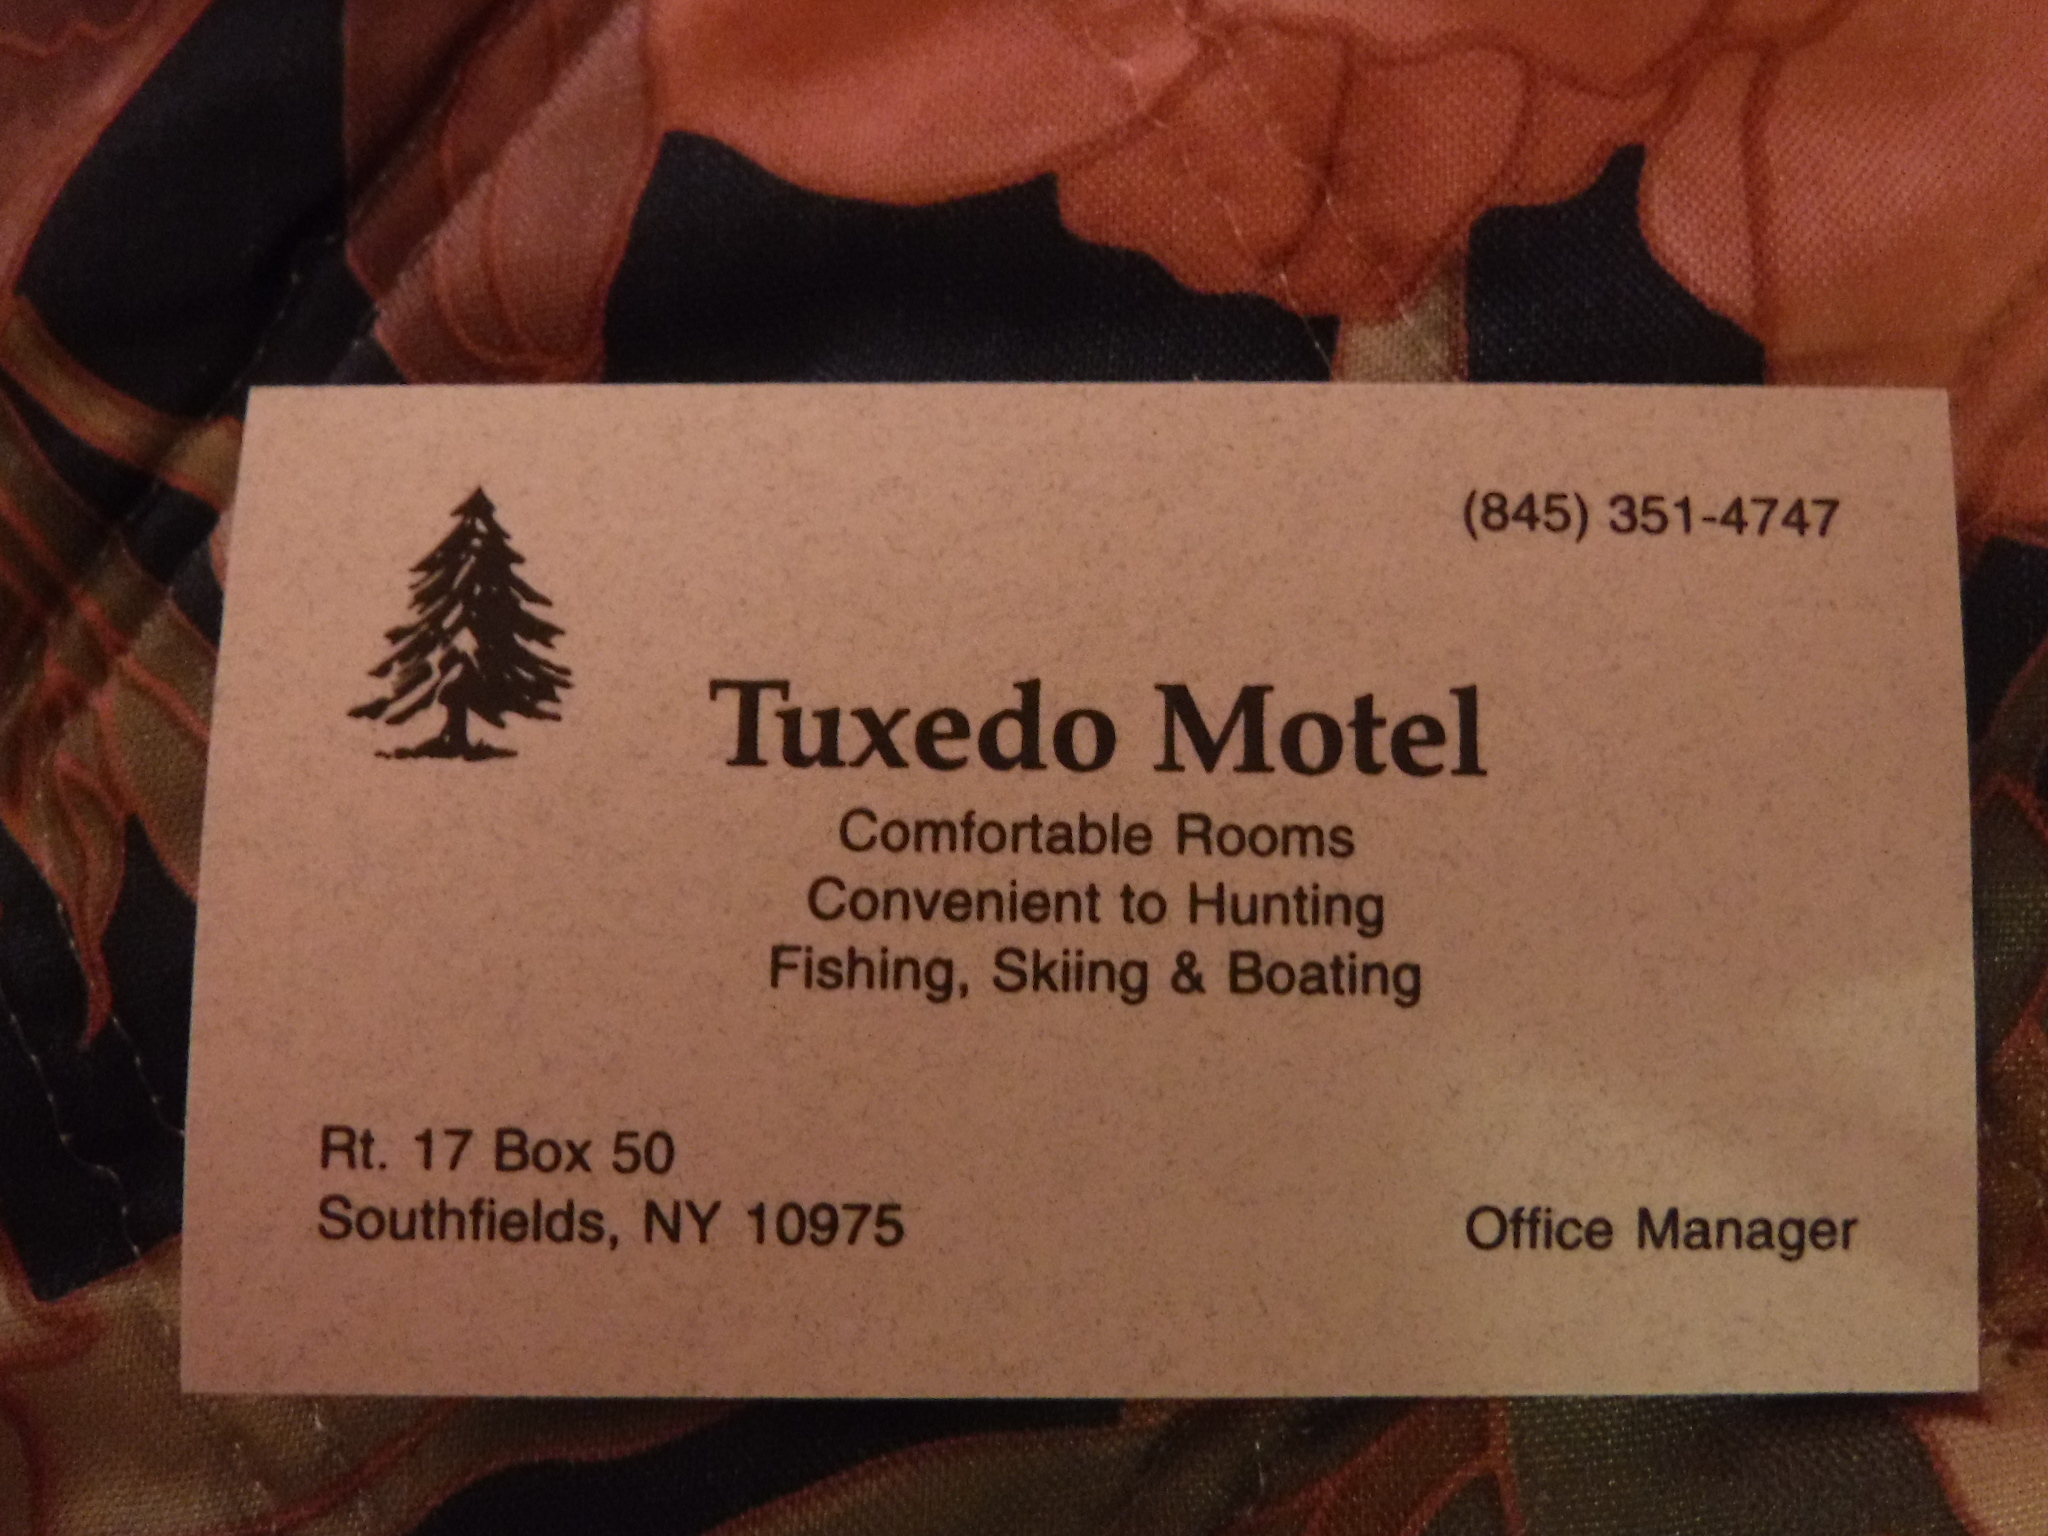 (845) 351-4747
Tuxedo Motel
Comfortable Rooms
Convenient to Hunting
Fishing, Skiing & Boating
Rt. 17 Box 50
Southfields, NY 10975
Office Manager